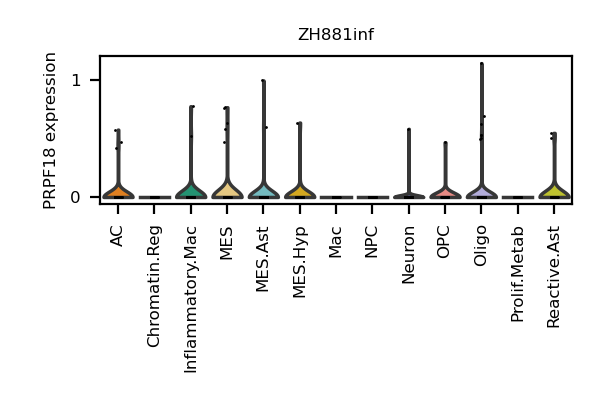 ZH881inf
PRPF18 expression
1
0
AC
Chromatin.Reg
Inflammatory.Mac
MES
MES.Ast
MES.Hyp
Mac
NPC
Neuron
OPC
Oligo
Prolif.Metab
Reactive.Ast